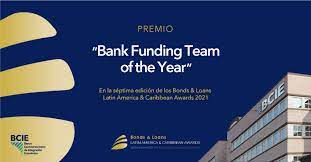 PREMIO
"Bank Funding Team
of the Year"
En la séptima edición de los Bonds & Loans
Latin America & Caribbean Awards 2021
BCIE
Banco
Centroamericano
de Integración
Económica
Bonds & Loans
LATIN AMERICA & CARIBBEAN AWARDS
BCIE